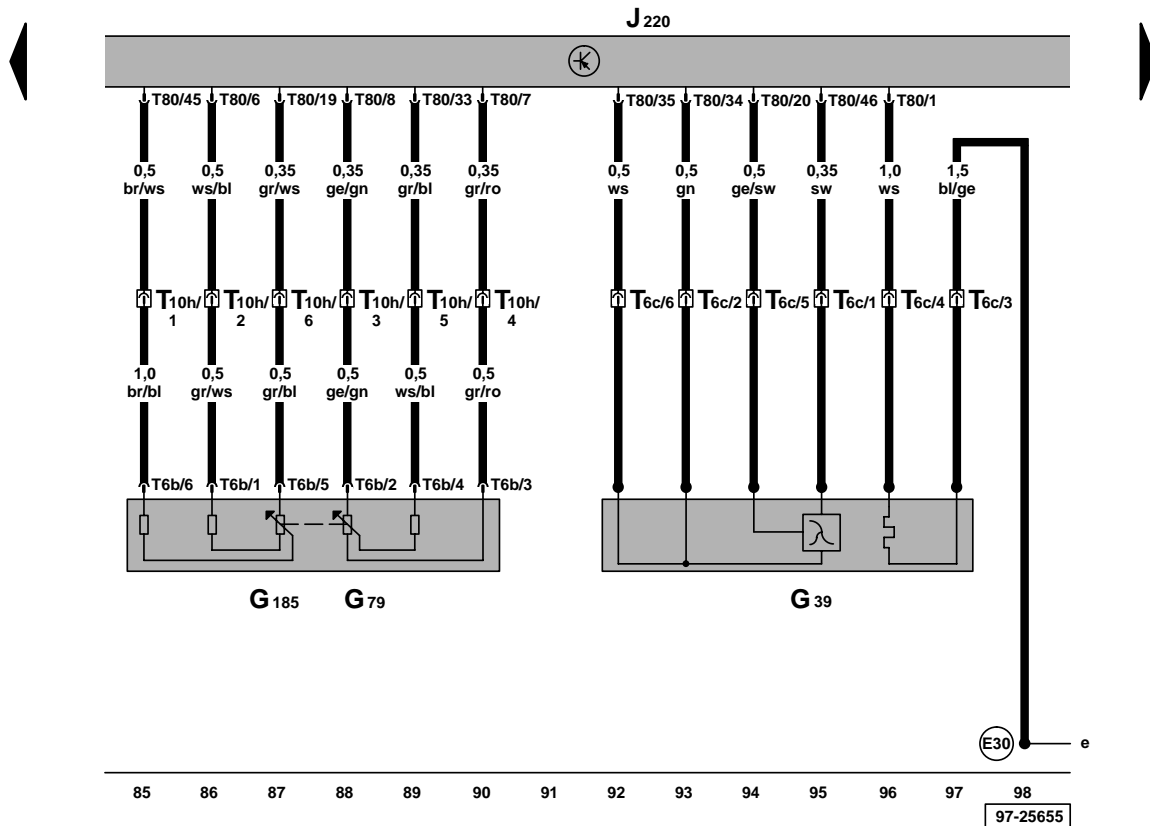 J 220
T80/45 T80/6 T80/19 T80/8 T80/33 T80/7 T80/35 T80/34 T80/20 T80/46 T80/1
0,5 0,5 0,35 0,35 0,35 0,35 0,5 0,5 0,5 0,35 1,0 1,5
br/ws ws/bl gr/ws ge/gn gr/bl gr/ro ws gn ge/sw sw ws bl/ge
T10h/ T10h/ T10h/ T10h/ T10h/ T10h/ T6c/6 T6c/2 T6c/5 T6c/1 T6c/4 T6c/3
1 2 6 3 5 4
1,0 0,5 0,5 0,5 0,5 0,5
br/bl gr/ws gr/bl ge/gn ws/bl gr/ro
T6b/6 T6b/1 T6b/5 T6b/2 T6b/4 T6b/3
G 185 G 79 G 39
E30 e
85 86 87 88 89 90 91 92 93 94 95 96 97 98
97-25655